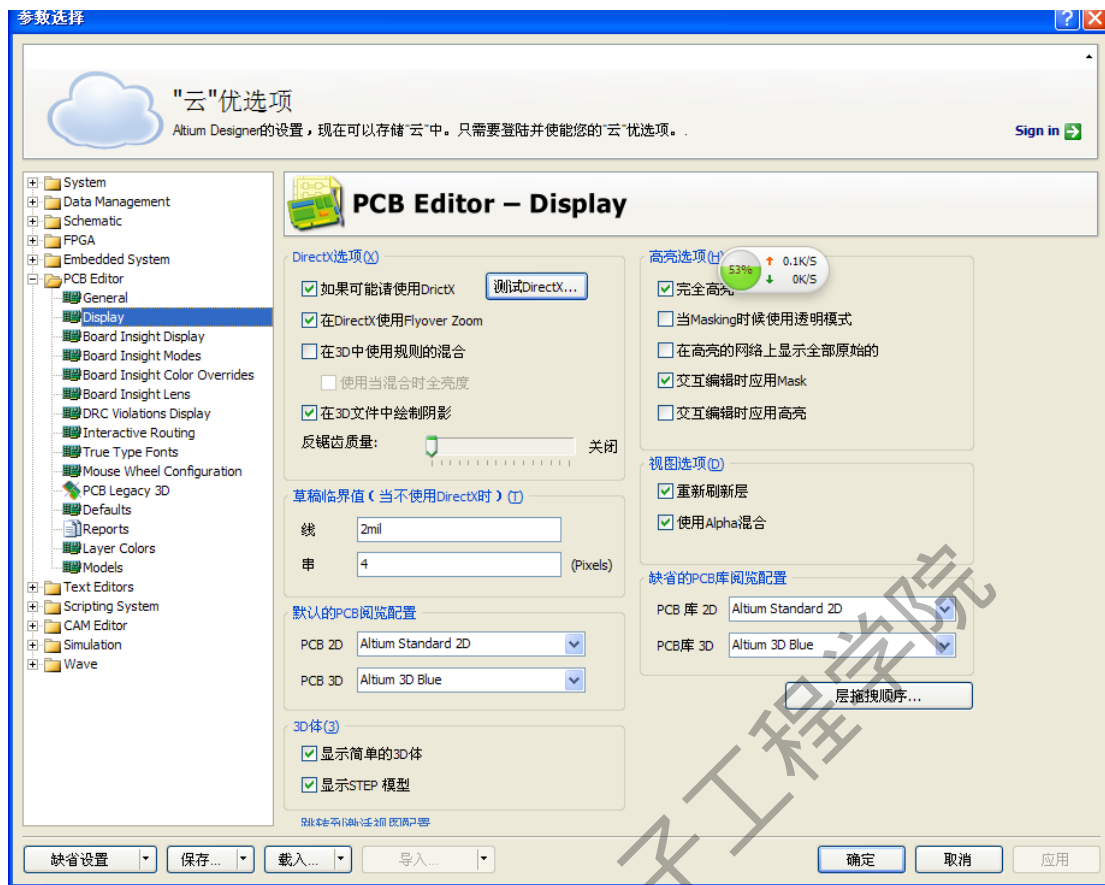 参数选择
"云"优选项
Altium Designer的设置，现在可以存储"云"中。只需要登陆并使能您的"云"优选项。.
Sign in
System
Data Management
Schematic
FPGA
Embedded System
PCB Editor
General
Display
Board Insight Display
Board Insight Modes
Board Insight Color Overrides
Board Insight Lens
DRC Violations Display
Interactive Routing
True Type Fonts
Mouse Wheel Configuration
PCB Legacy 3D
Defaults
Reports
Layer Colors
Models
Text Editors
Scripting System
CAM Editor
Simulation
Wave
PCB Editor – Display
DirectX选项(X)
如果可能请使用DrictX
测试DirectX...
在DirectX使用Flyover Zoom
在3D中使用规则的混合
使用当混合时全亮度
在3D文件中绘制阴影
反锯齿质量:
关闭
草稿临界值（当不使用DirectX时）(T)
线 2mil
串 4 (Pixels)
默认的PCB阅览配置
PCB 2D Altium Standard 2D
PCB 3D Altium 3D Blue
3D体(3)
显示简单的3D体
显示STEP 模型
高亮选项(H)
53% 0.1K/S
0K/S
完全高亮
当Masking时候使用透明模式
在高亮的网络上显示全部原始的
交互编辑时应用Mask
交互编辑时应用高亮
视图选项(D)
重新刷新层
使用Alpha混合
缺省的PCB库阅览配置
PCB 库 2D Altium Standard 2D
PCB库 3D Altium 3D Blue
层拖拽顺序...
缺省设置
保存...
载入...
导入...
确定
取消
应用
子工程学院